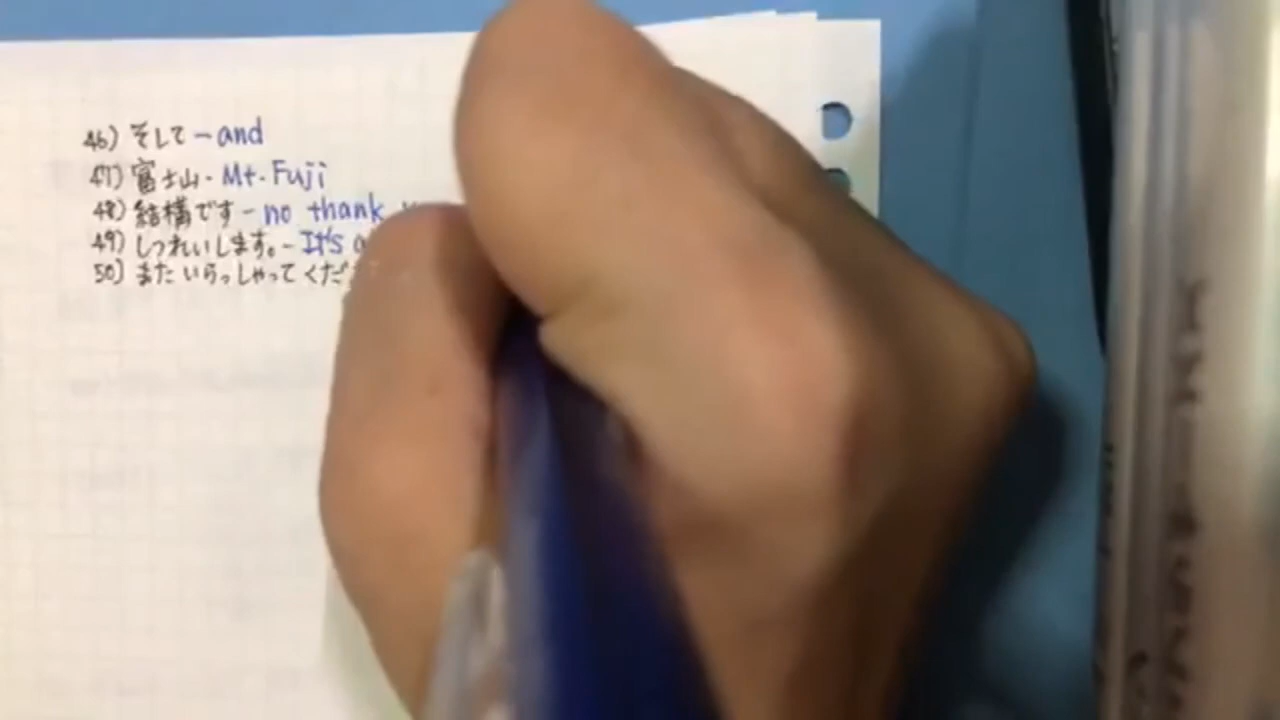 46) そして - and
47) 富士山 - Mt. Fuji
48) 結構です - no thank
49) しつれいします。- It's
50) また いらっしゃって くだ